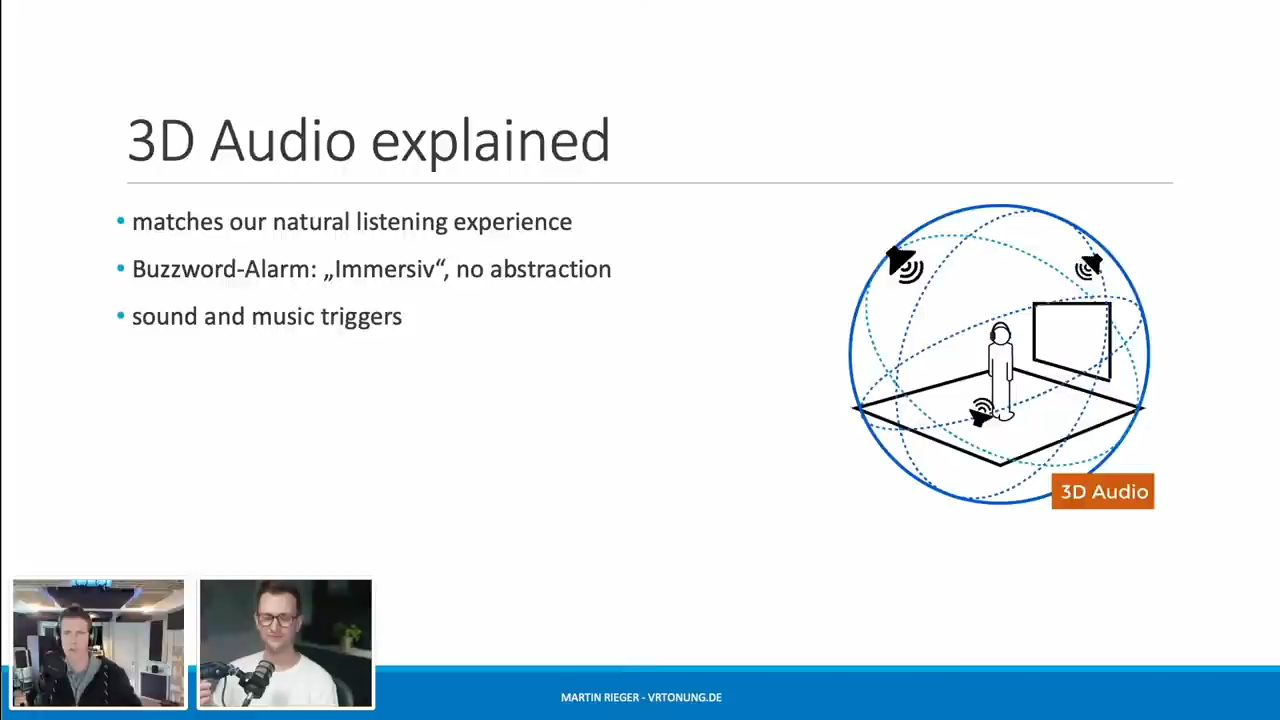 3D Audio explained
• matches our natural listening experience
• Buzzword-Alarm: „Immersiv“, no abstraction
• sound and music triggers
3D Audio
MARTIN RIEGER - VRTONUNG.DE